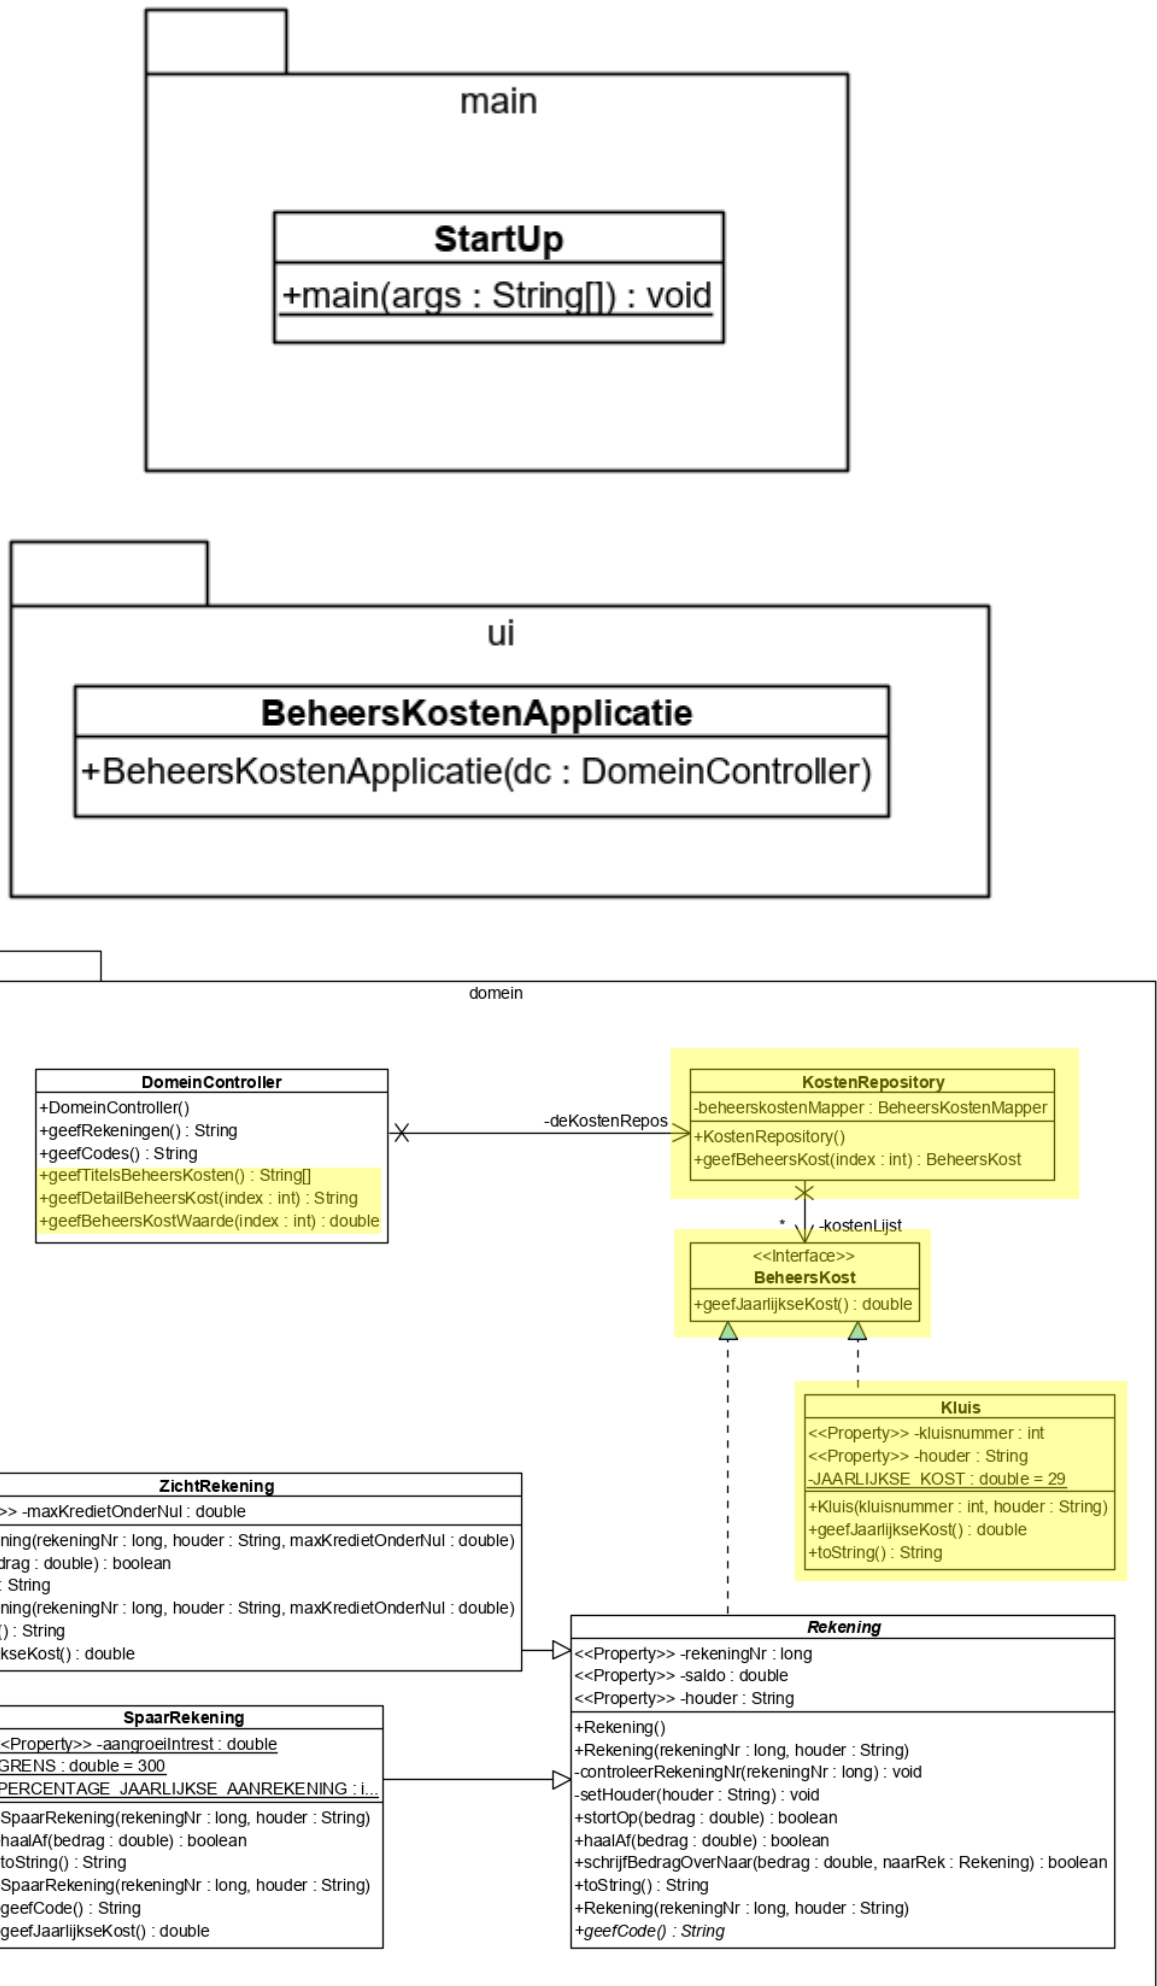 main
StartUp
+main(args : String[]) : void
ui
BeheersKostenApplicatie
+BeheersKostenApplicatie(dc : DomeinController)
domein
DomeinController
+DomeinController()
+geefRekeningen() : String
+geefCodes() : String
+geefTitelsBeheersKosten() : String[]
+geefDetailBeheersKost(index : int) : String
+geefBeheersKostWaarde(index : int) : double
-deKostenRepos
KostenRepository
-beheerskostenMapper : BeheersKostenMapper
+KostenRepository()
+geefBeheersKost(index : int) : BeheersKost
* -kostenLijst
<<Interface>>
BeheersKost
+geefJaarlijkseKost() : double
Kluis
<<Property>> -kluisnummer : int
<<Property>> -houder : String
-JAARLIJKSE_KOST : double = 29
+Kluis(kluisnummer : int, houder : String)
+geefJaarlijkseKost() : double
+toString() : String
ZichtRekening
>> -maxKredietOnderNul : double
ning(rekeningNr : long, houder : String, maxKredietOnderNul : double)
drag : double) : boolean
: String
ning(rekeningNr : long, houder : String, maxKredietOnderNul : double)
() : String
kseKost() : double
SpaarRekening
<Property>> -aangroeiIntrest : double
GRENS : double = 300
PERCENTAGE_JAARLIJKSE_AANREKENING : i...
SpaarRekening(rekeningNr : long, houder : String)
haalAf(bedrag : double) : boolean
toString() : String
SpaarRekening(rekeningNr : long, houder : String)
geefCode() : String
geefJaarlijkseKost() : double
Rekening
<<Property>> -rekeningNr : long
<<Property>> -saldo : double
<<Property>> -houder : String
+Rekening()
+Rekening(rekeningNr : long, houder : String)
-controleerRekeningNr(rekeningNr : long) : void
-setHouder(houder : String) : void
+stortOp(bedrag : double) : boolean
+haalAf(bedrag : double) : boolean
+schrijfBedragOverNaar(bedrag : double, naarRek : Rekening) : boolean
+toString() : String
+Rekening(rekeningNr : long, houder : String)
+geefCode() : String